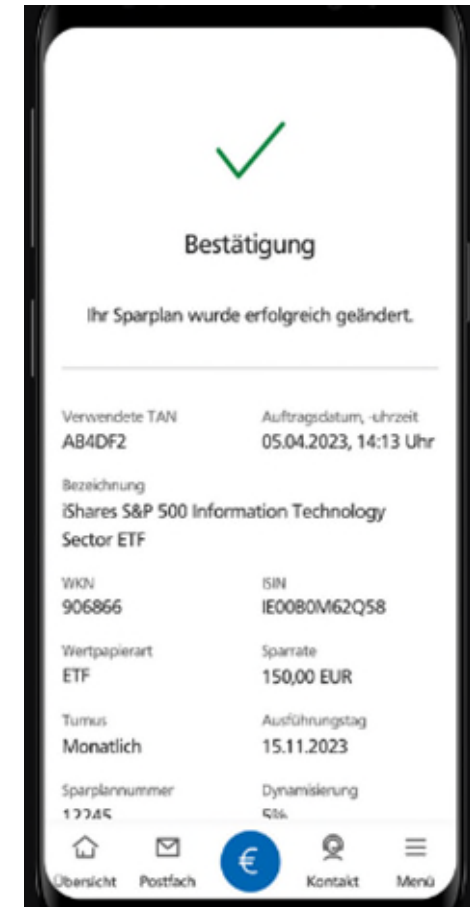 Bestätigung
Ihr Sparplan wurde erfolgreich geändert.
Verwendete TAN
AB4DF2
Auftragsdatum, -uhrzeit
05.04.2023, 14:13 Uhr
Bezeichnung
iShares S&P 500 Information Technology
Sector ETF
WKN
906866
ISIN
IE00B0M62Q58
Wertpapierart
ETF
Sparrate
150,00 EUR
Turnus
Monatlich
Ausführungstag
15.11.2023
Sparplannummer
12245
Dynamisierung
5%
€
Übersicht
Postfach
Kontakt
Menü